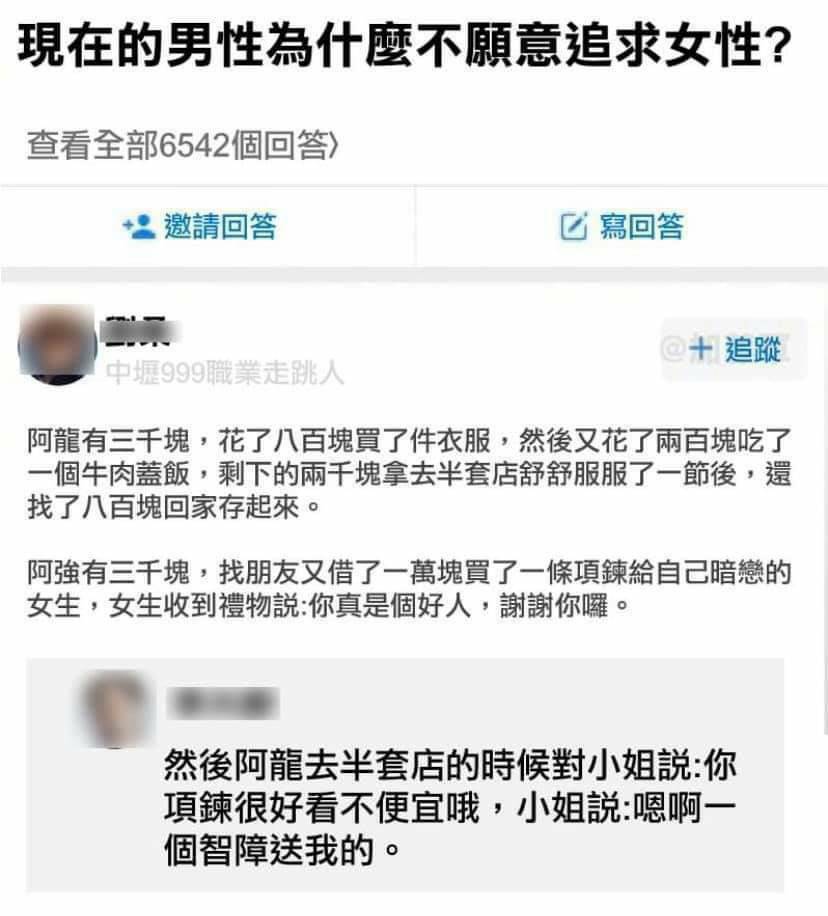 現在的男性為什麼不願意追求女性?
查看全部6542個回答〉
邀請回答
寫回答
中壢999職業走跳人
+ 追蹤
阿龍有三千塊，花了八百塊買了件衣服，然後又花了兩百塊吃了
一個牛肉蓋飯，剩下的兩千塊拿去半套店舒舒服服了一節後，還
找了八百塊回家存起來。
阿強有三千塊，找朋友又借了一萬塊買了一條項鍊給自己暗戀的
女生，女生收到禮物説:你真是個好人，謝謝你囉。
然後阿龍去半套店的時候對小姐説:你
項鍊很好看不便宜哦，小姐説:嗯啊一
個智障送我的。